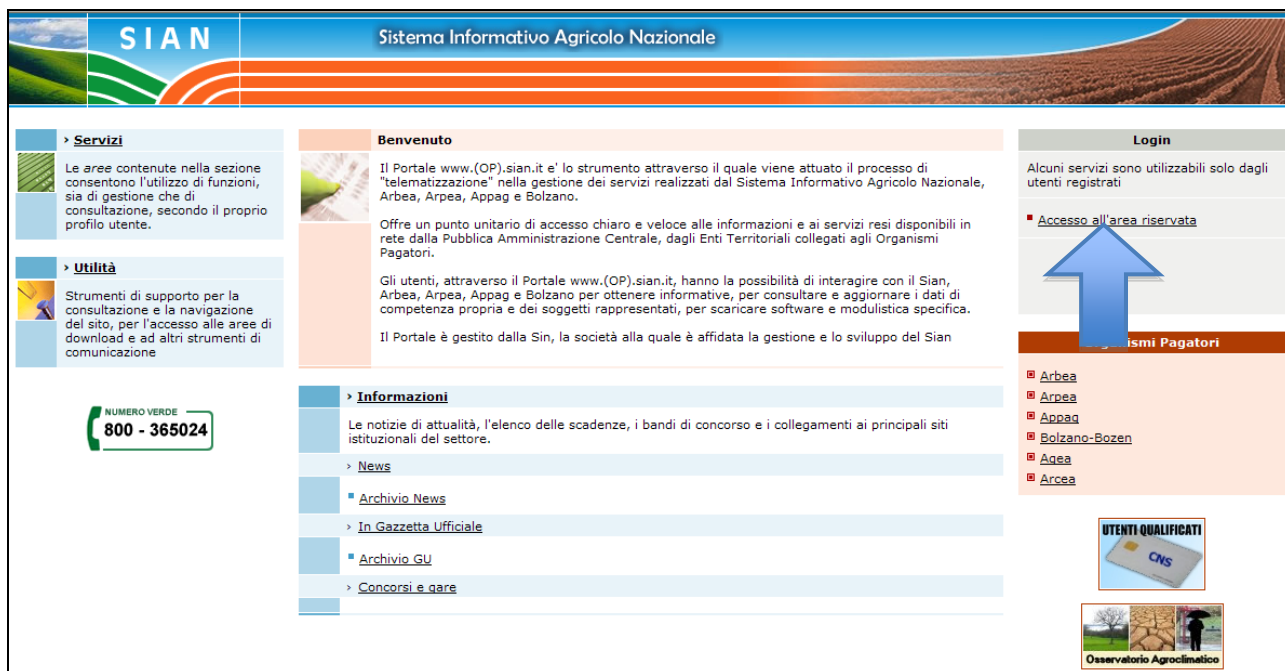 SIAN
Sistema Informativo Agricolo Nazionale
› Servizi
Le aree contenute nella sezione
consentono l'utilizzo di funzioni,
sia di gestione che di
consultazione, secondo il proprio
profilo utente.
› Utilità
Strumenti di supporto per la
consultazione e la navigazione
del sito, per l'accesso alle aree di
download e ad altri strumenti di
comunicazione
NUMERO VERDE
800 - 365024
Benvenuto
Il Portale www.(OP).sian.it e' lo strumento attraverso il quale viene attuato il processo di
"telematizzazione" nella gestione dei servizi realizzati dal Sistema Informativo Agricolo Nazionale,
Arbea, Arpea, Appag e Bolzano.
Offre un punto unitario di accesso chiaro e veloce alle informazioni e ai servizi resi disponibili in
rete dalla Pubblica Amministrazione Centrale, dagli Enti Territoriali collegati agli Organismi
Pagatori.
Gli utenti, attraverso il Portale www.(OP).sian.it, hanno la possibilità di interagire con il Sian,
Arbea, Arpea, Appag e Bolzano per ottenere informative, per consultare e aggiornare i dati di
competenza propria e dei soggetti rappresentati, per scaricare software e modulistica specifica.
Il Portale è gestito dalla Sin, la società alla quale è affidata la gestione e lo sviluppo del Sian
› Informazioni
Le notizie di attualità, l'elenco delle scadenze, i bandi di concorso e i collegamenti ai principali siti
istituzionali del settore.
› News
Archivio News
› In Gazzetta Ufficiale
Archivio GU
› Concorsi e gare
Login
Alcuni servizi sono utilizzabili solo dagli
utenti registrati
Accesso all'area riservata
Pagatori
Arbea
Arpea
Appag
Bolzano-Bozen
Agea
Arcea
UTENTI QUALIFICATI
CNS
Osservatorio Agroclimatico